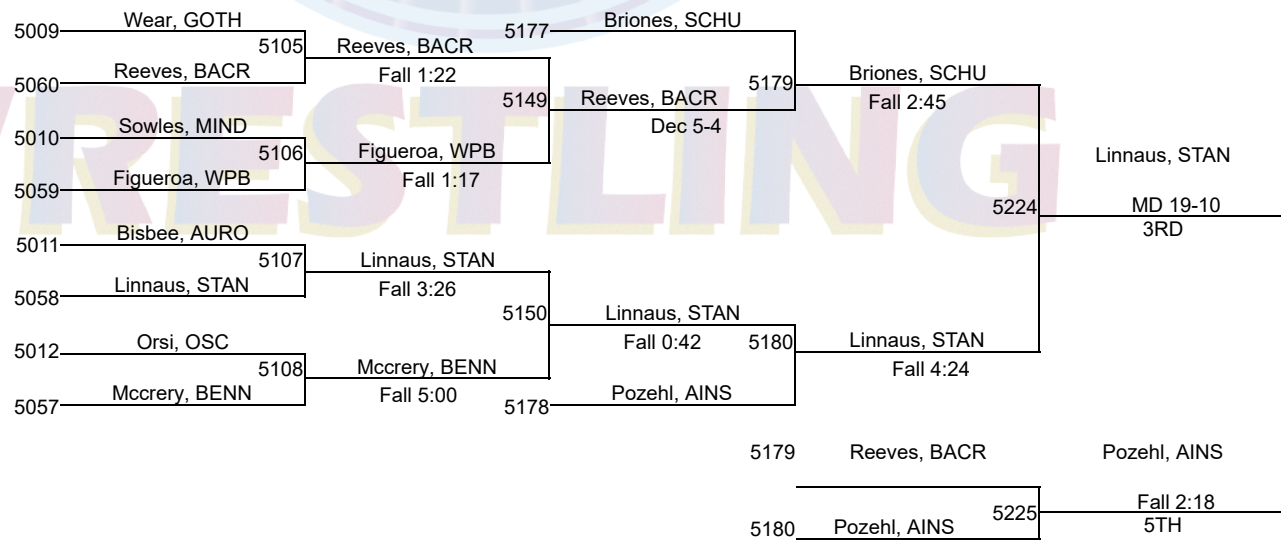 Wear, GOTH
5009
5105
Reeves, BACR
5060
Reeves, BACR
Fall 1:22
5149
Sowles, MIND
5010
5106
Figueroa, WPB
5059
Figueroa, WPB
Fall 1:17
5177
Briones, SCHU
Reeves, BACR
Dec 5-4
5179
Briones, SCHU
Fall 2:45
Bisbee, AURO
5011
5107
Linnaus, STAN
5058
Linnaus, STAN
Fall 3:26
5150
Orsi, OSC
5012
5108
Mccrery, BENN
5057
Mccrery, BENN
Fall 5:00
Linnaus, STAN
Fall 0:42
5180
5178
Pozehl, AINS
Linnaus, STAN
Fall 4:24
5224
Linnaus, STAN
MD 19-10
3RD
5179
Reeves, BACR
5180
Pozehl, AINS
5225
Pozehl, AINS
Fall 2:18
5TH
WRESTLING